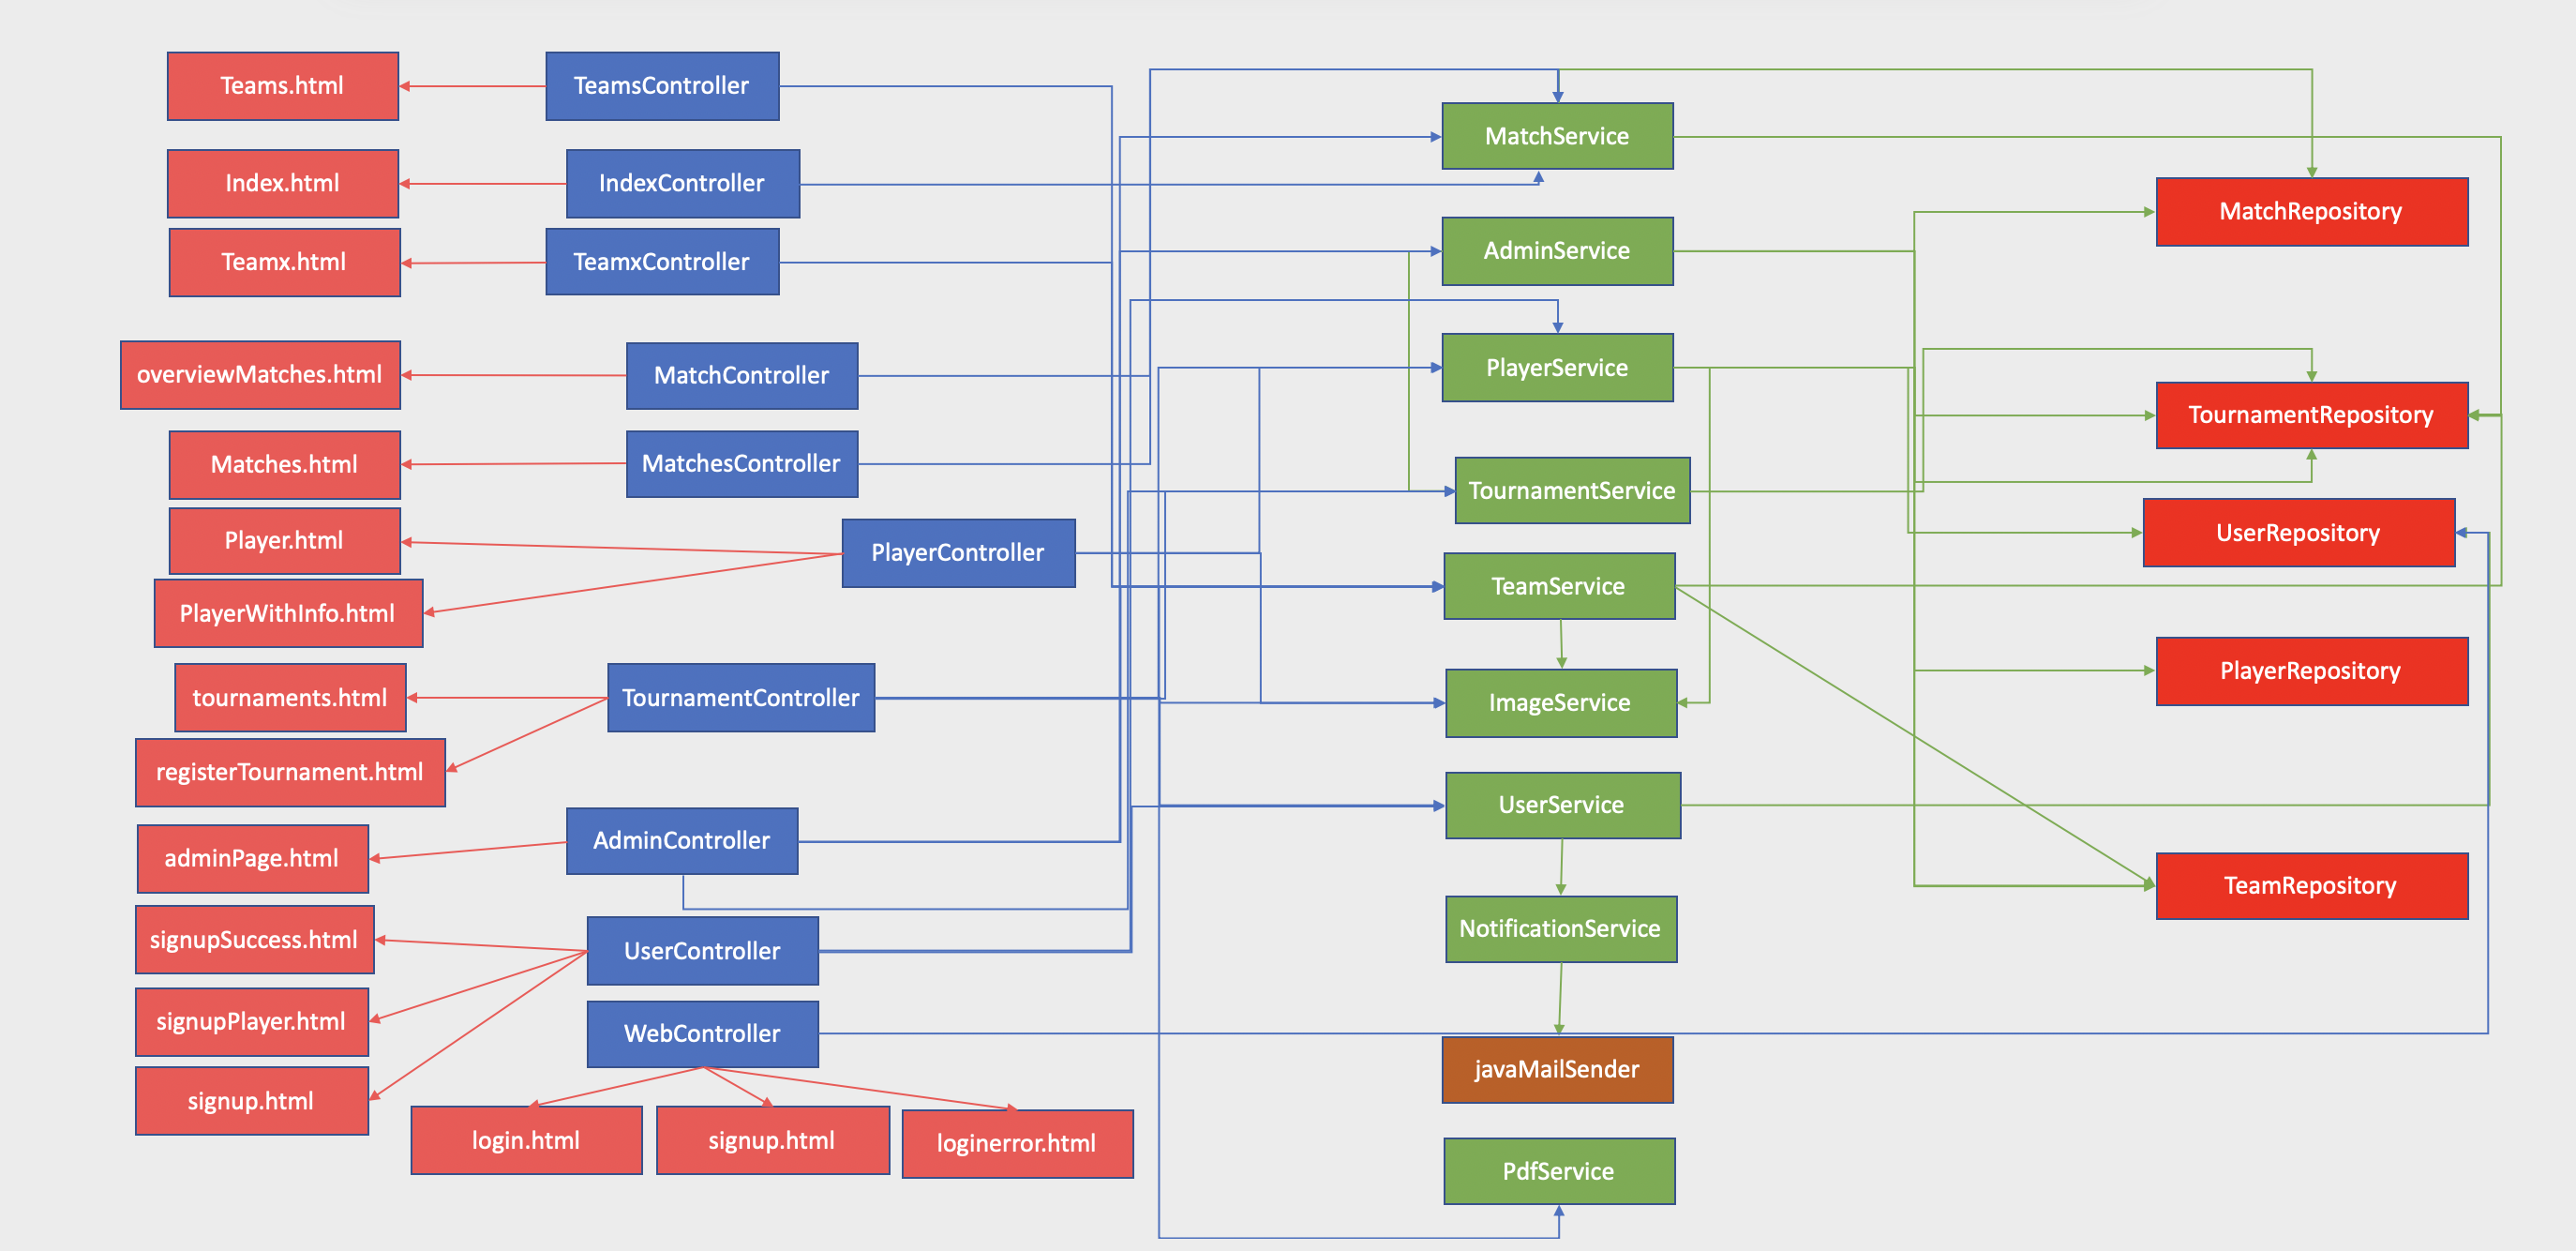 Teams.html
TeamsController
MatchService
Index.html
IndexController
MatchRepository
Teamx.html
TeamxController
AdminService
overviewMatches.html
MatchController
PlayerService
TournamentRepository
Matches.html
MatchesController
TournamentService
Player.html
PlayerController
UserRepository
PlayerWithInfo.html
TeamService
tournaments.html
TournamentController
ImageService
PlayerRepository
registerTournament.html
UserService
adminPage.html
AdminController
TeamRepository
signupSuccess.html
UserController
NotificationService
signupPlayer.html
WebController
javaMailSender
signup.html
login.html
signup.html
loginerror.html
PdfService